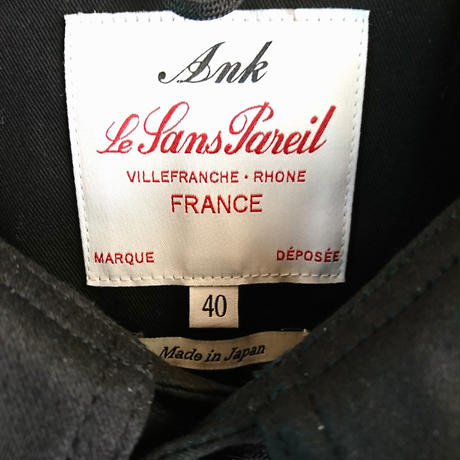 Ank
Le Sans Pareil
VILLEFRANCHE · RHONE
FRANCE
MARQUE DÉPOSÉE
40
Made in Japan